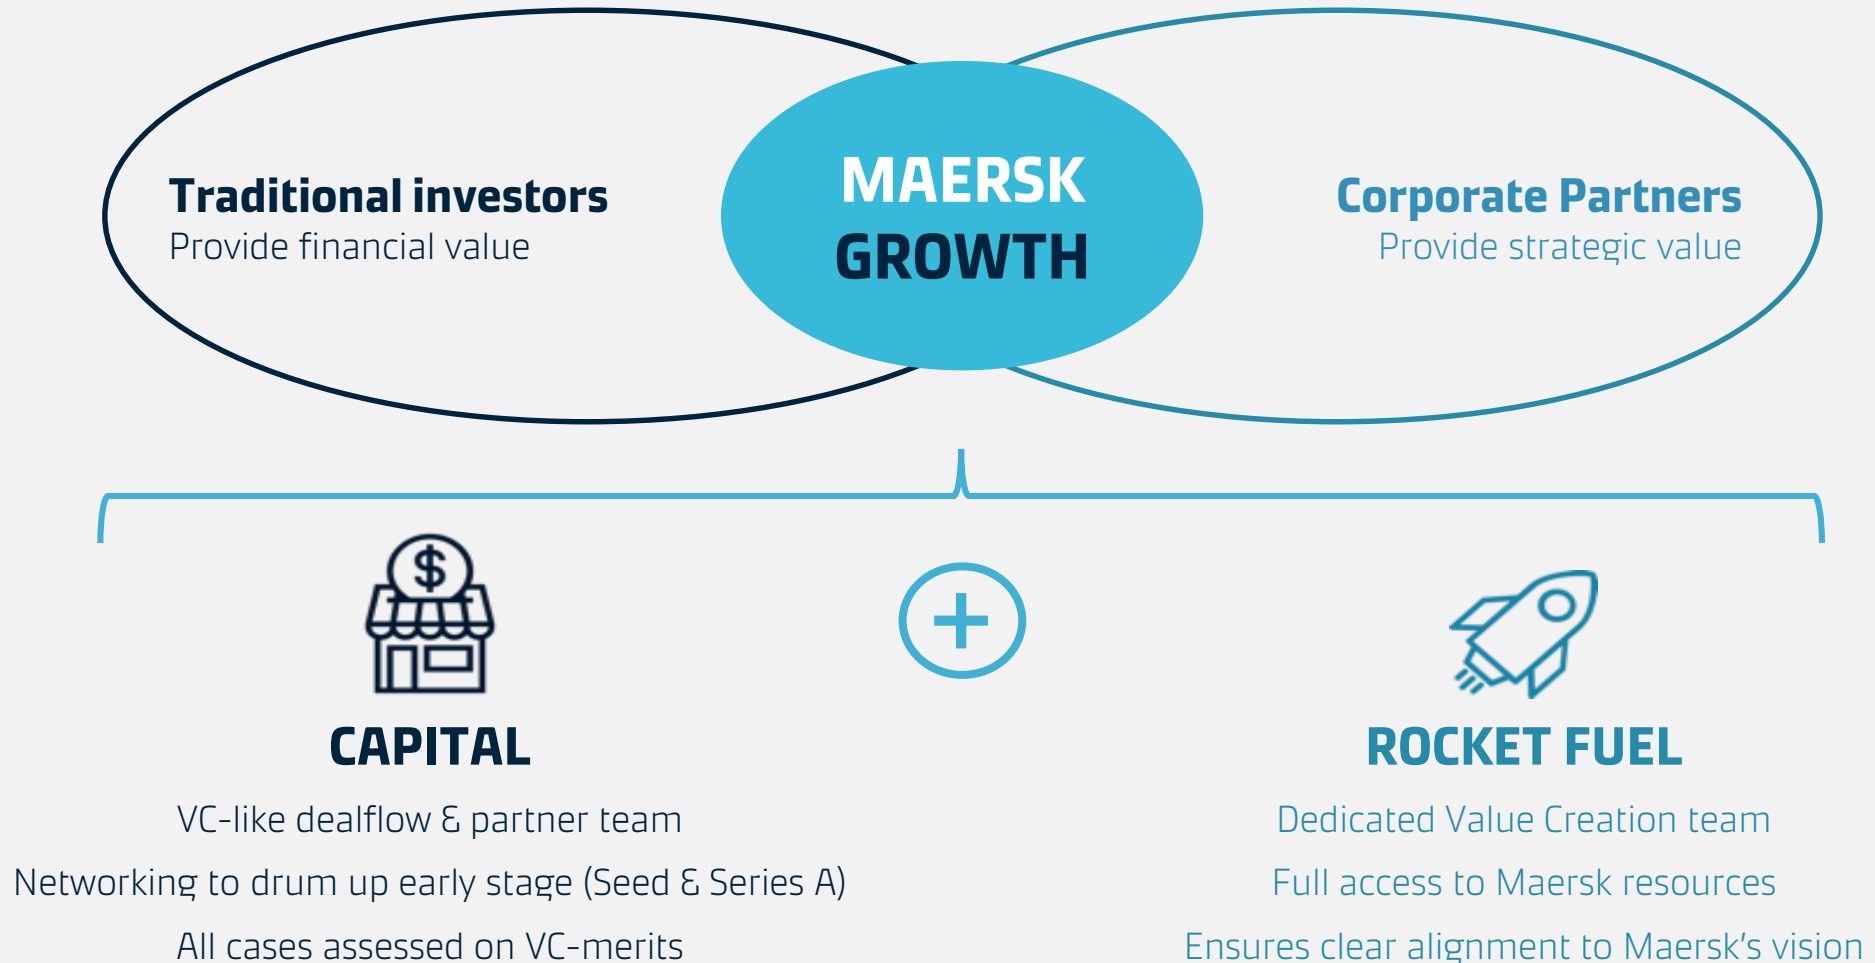 Traditional investors
Provide financial value
MAERSK
GROWTH
Corporate Partners
Provide strategic value
$
CAPITAL
VC-like dealflow & partner team
Networking to drum up early stage (Seed & Series A)
All cases assessed on VC-merits
+
ROCKET FUEL
Dedicated Value Creation team
Full access to Maersk resources
Ensures clear alignment to Maersk's vision